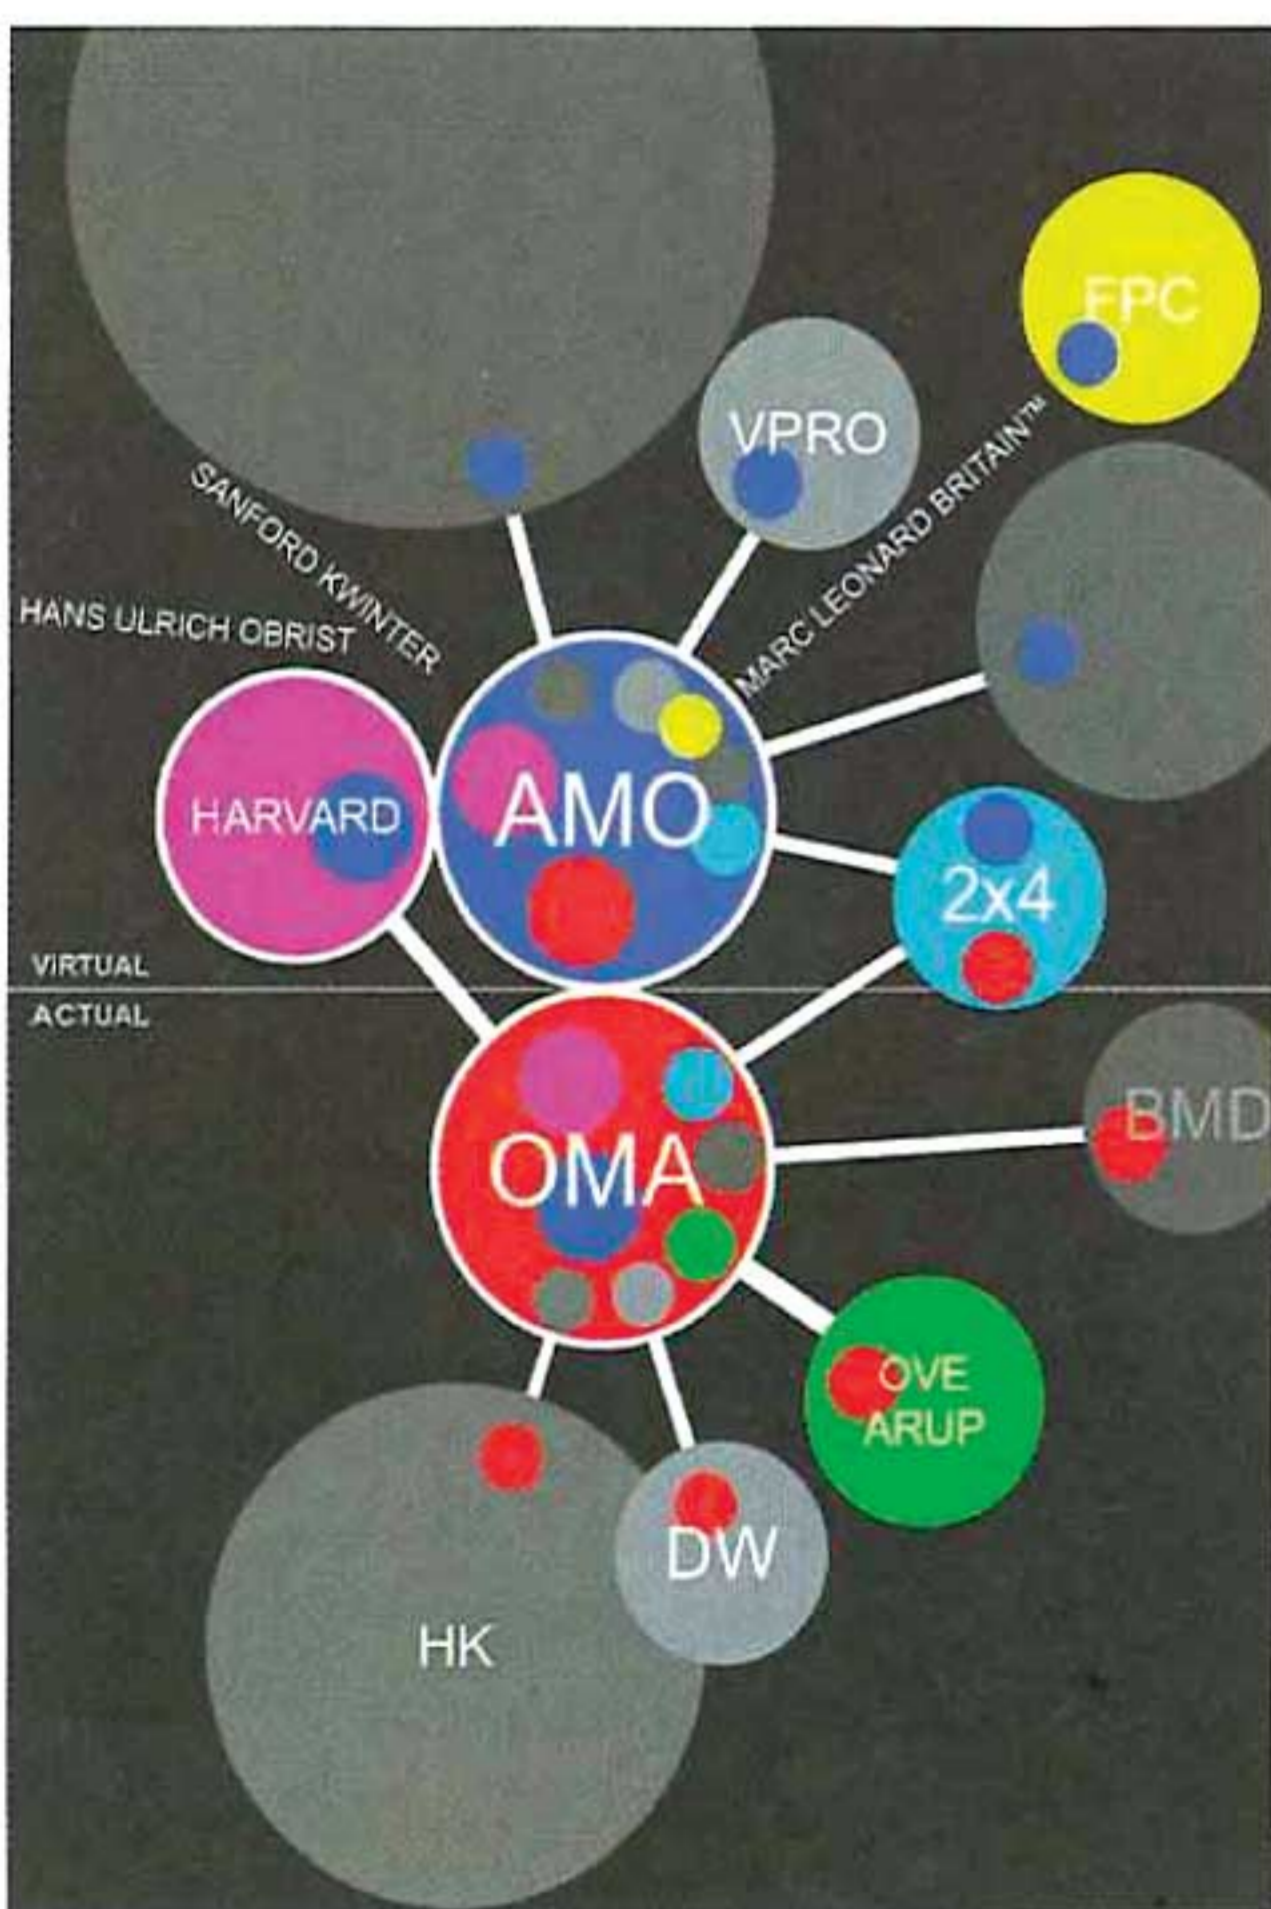 FPC
VPRO
MARC LEONARD BRITAIN™
SANFORD KWINTER
HANS ULRICH OBRIST
HARVARD
AMO
2x4
VIRTUAL
ACTUAL
BMD
OMA
OVE
ARUP
DW
HK